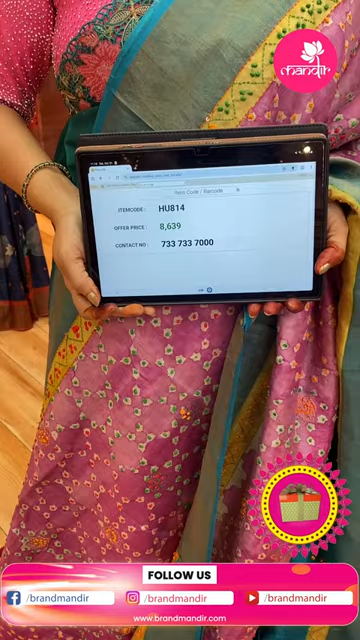 mandir
Item Code / Barcode
ITEMCODE : HU814
OFFER PRICE : 8,639
CONTACT NO : 733 733 7000
FOLLOW US
/brandmandir /brandmandir /brandmandir
www.brandmandir.com